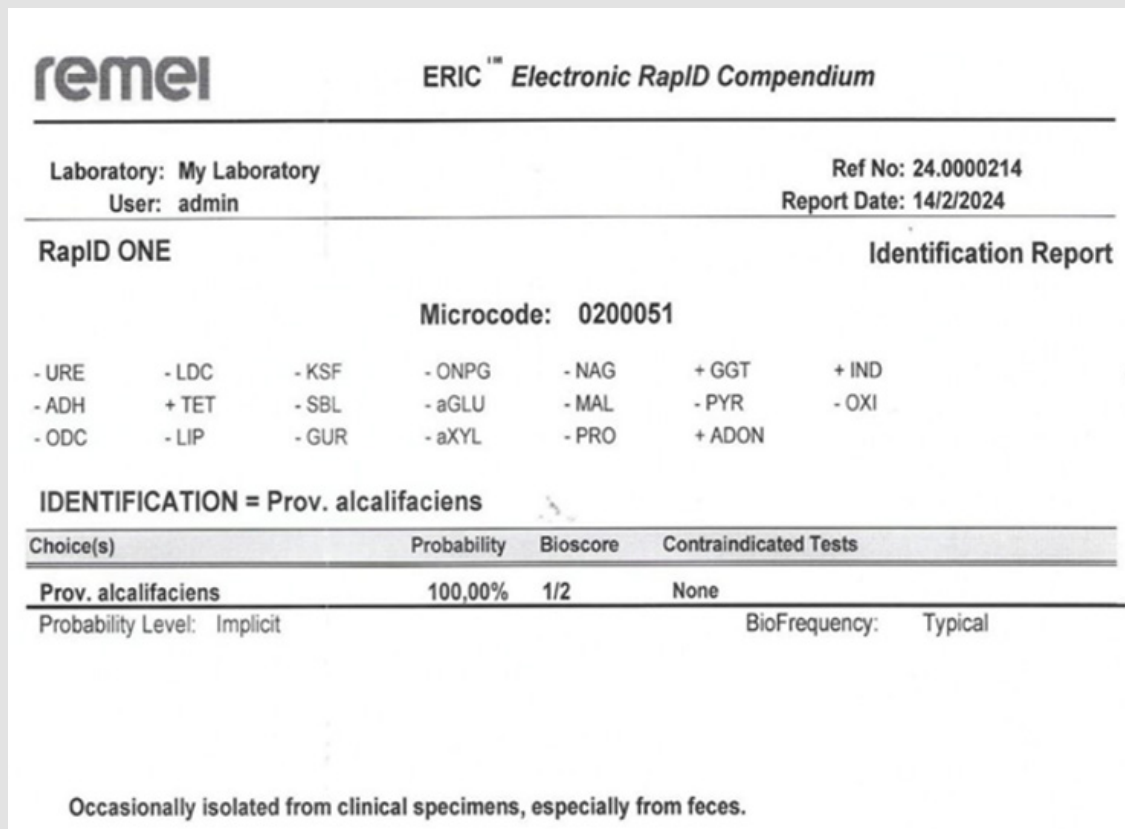 remel
ERIC ™ Electronic RapID Compendium
Laboratory: My Laboratory
Ref No: 24.0000214
User: admin
Report Date: 14/2/2024
RapID ONE
Identification Report
Microcode: 0200051
- URE - LDC - KSF - ONPG - NAG + GGT + IND
- ADH + TET - SBL - aGLU - MAL - PYR - OXI
- ODC - LIP - GUR - aXYL - PRO + ADON
IDENTIFICATION = Prov. alcalifaciens
Choice(s) Probability Bioscore Contraindicated Tests
Prov. alcalifaciens 100,00% 1/2 None
Probability Level: Implicit BioFrequency: Typical
Occasionally isolated from clinical specimens, especially from feces.